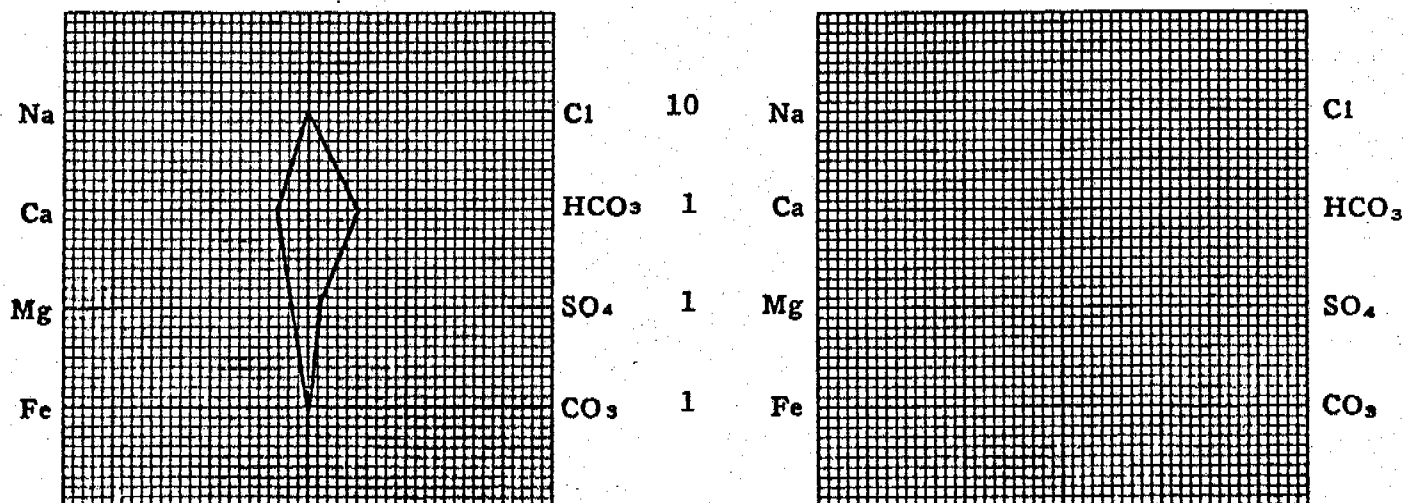 Na Cl 10 Na Cl
Ca HCO₃ 1 Ca HCO₃
Mg SO₄ 1 Mg SO₄
Fe CO₃ 1 Fe CO₃